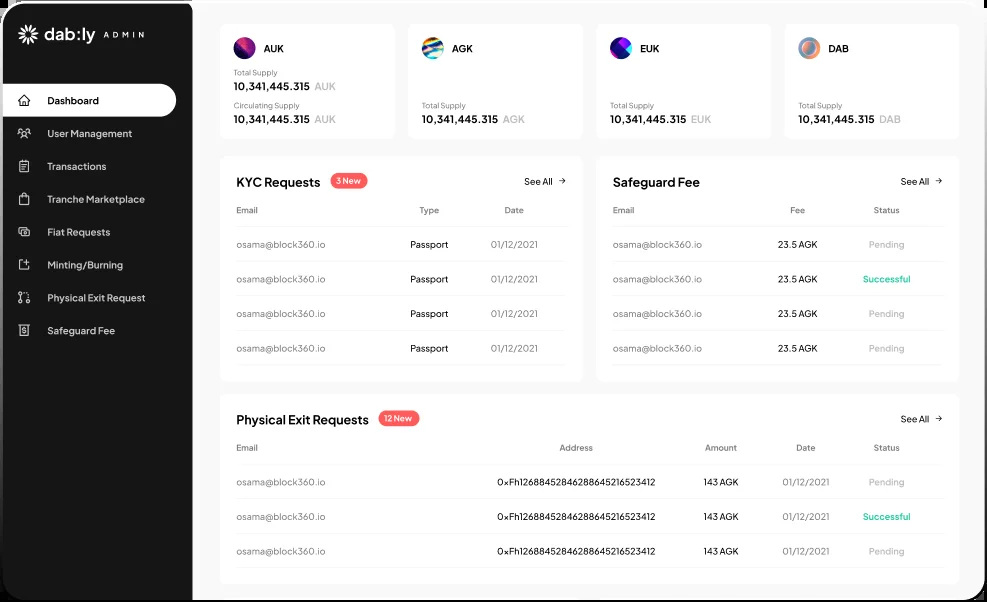 dab:ly ADMIN
Dashboard
User Management
Transactions
Tranche Marketplace
Fiat Requests
Minting/Burning
Physical Exit Request
Safeguard Fee
AUK
Total Supply
10,341,445.315 AUK
Circulating Supply
10,341,445.315 AUK
AGK
Total Supply
10,341,445.315 AGK
EUK
Total Supply
10,341,445.315 EUK
DAB
Total Supply
10,341,445.315 DAB
KYC Requests 3 New See All →
Email Type Date
osama@block360.io Passport 01/12/2021
osama@block360.io Passport 01/12/2021
osama@block360.io Passport 01/12/2021
osama@block360.io Passport 01/12/2021
Safeguard Fee See All →
Email Fee Status
osama@block360.io 23.5 AGK Pending
osama@block360.io 23.5 AGK Successful
osama@block360.io 23.5 AGK Pending
osama@block360.io 23.5 AGK Pending
Physical Exit Requests 12 New See All →
Email Address Amount Date Status
osama@block360.io 0xFh12688452846288645216523412 143 AGK 01/12/2021 Pending
osama@block360.io 0xFh12688452846288645216523412 143 AGK 01/12/2021 Successful
osama@block360.io 0xFh12688452846288645216523412 143 AGK 01/12/2021 Pending